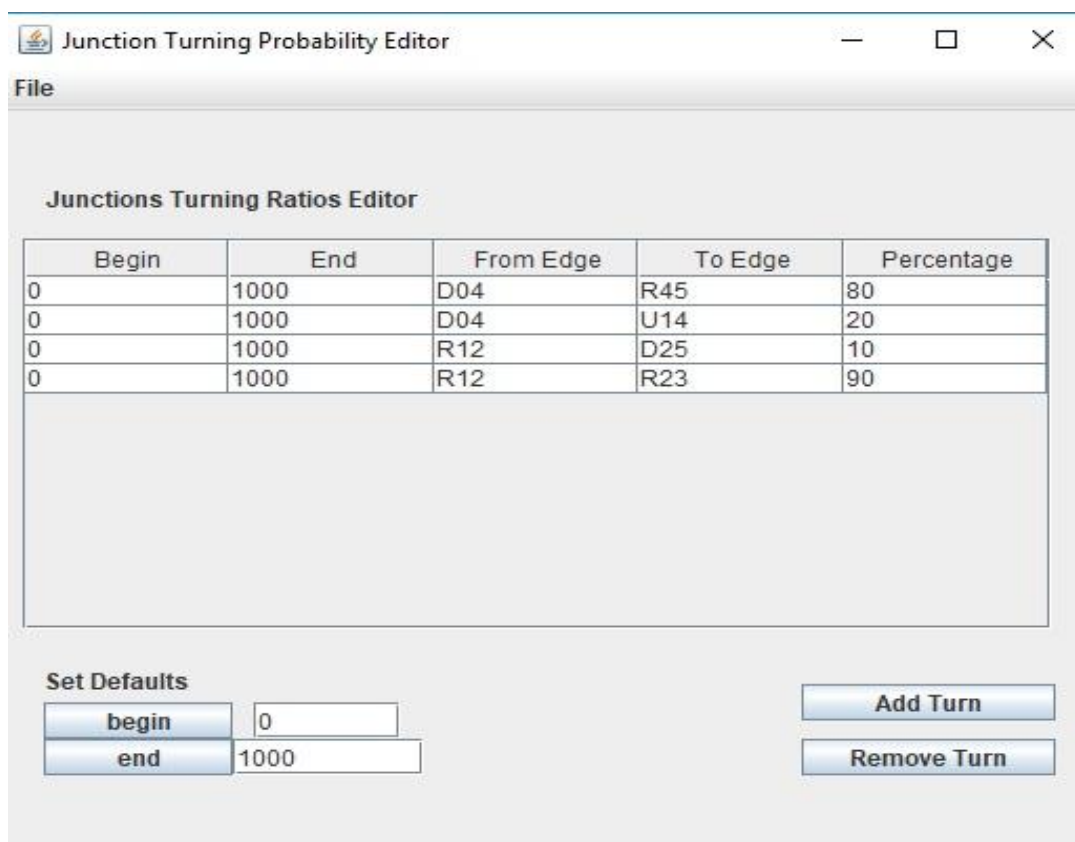 Junction Turning Probability Editor
File
Junctions Turning Ratios Editor
Begin End From Edge To Edge Percentage
0 1000 D04 R45 80
0 1000 D04 U14 20
0 1000 R12 D25 10
0 1000 R12 R23 90
Set Defaults
begin 0
end 1000
Add Turn
Remove Turn